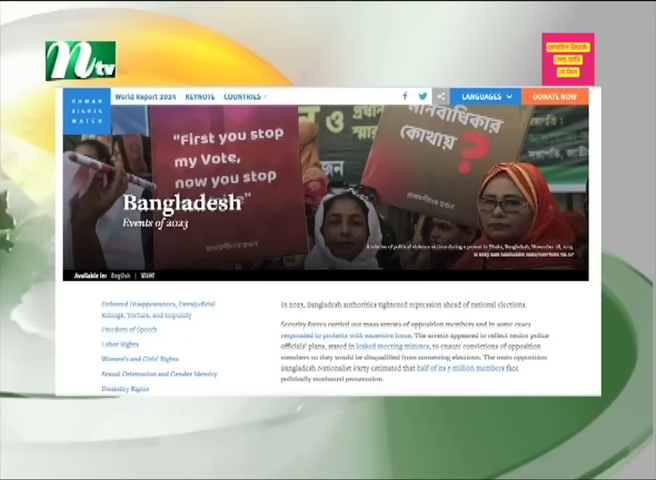 ntv
HUMAN
RIGHTS
WATCH
World Report 2024 KEYNOTE COUNTRIES
LANGUAGES
DONATE NOW
"First you stop
my Vote,
now you stop
মানবাধিকার
কোথায়
?
Bangladesh
Events of 2023
Available In: English
Enforced Disappearances, Extrajudicial
Killings, Torture, and Impunity
Freedom of Speech
Labor Rights
Women's and Girls' Rights
Sexual Orientation and Gender Identity
Disability Rights
In 2023, Bangladesh authorities tightened repression ahead of national elections.
Security forces carried out mass arrests of opposition members and in some cases
responded to protests with excessive force. The arrests appeared to reflect senior police
officials' plans, stated in leaked meeting minutes, to ensure convictions of opposition
members so they would be disqualified from contesting elections. The main opposition
Bangladesh Nationalist Party estimated that half of its 5 million members face
politically motivated prosecution.